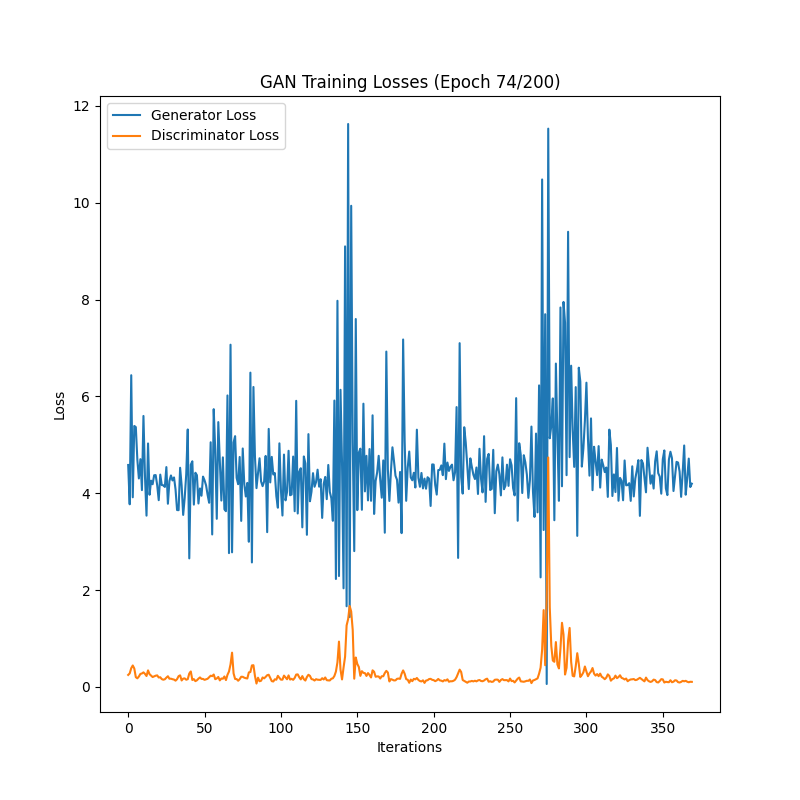 GAN Training Losses (Epoch 74/200)
Generator Loss
Discriminator Loss
Loss
12
10
8
6
4
2
0
0 50 100 150 200 250 300 350
Iterations